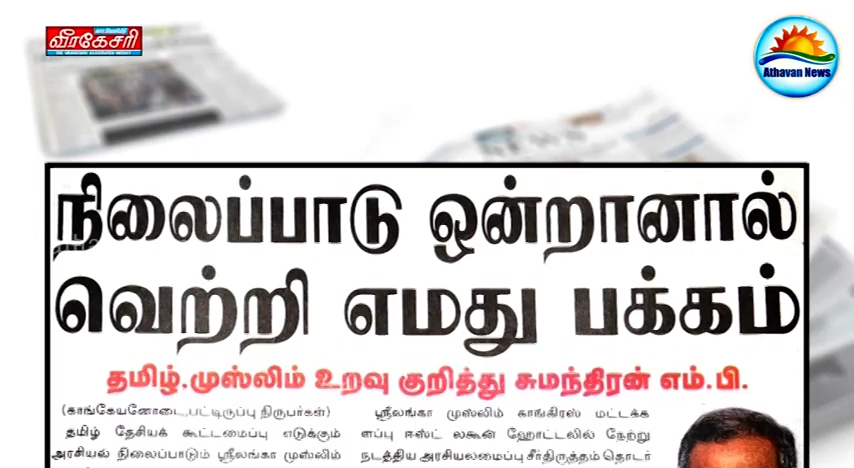 வீரகேசரி
Athavan News
நிலைப்பாடு ஒன்றானால்
வெற்றி எமது பக்கம்
தமிழ்.முஸ்லிம் உறவு குறித்து சுமந்திரன் எம்.பி.
(காங்கேயனோடை,பட்டிருப்பு நிருபர்கள்)
தமிழ் தேசியக் கூட்டமைப்பு எடுக்கும்
அரசியல் நிலைப்பாடும் ஸ்ரீலங்கா முஸ்லிம்
ஸ்ரீலங்கா முஸ்லிம் காங்கிரஸ் மட்டக்க
ளப்பு ஈஸ்ட் லகூன் ஹோட்டலில் நேற்று
நடத்திய அரசியலமைப்பு சீர்திருத்தம் தொடர்